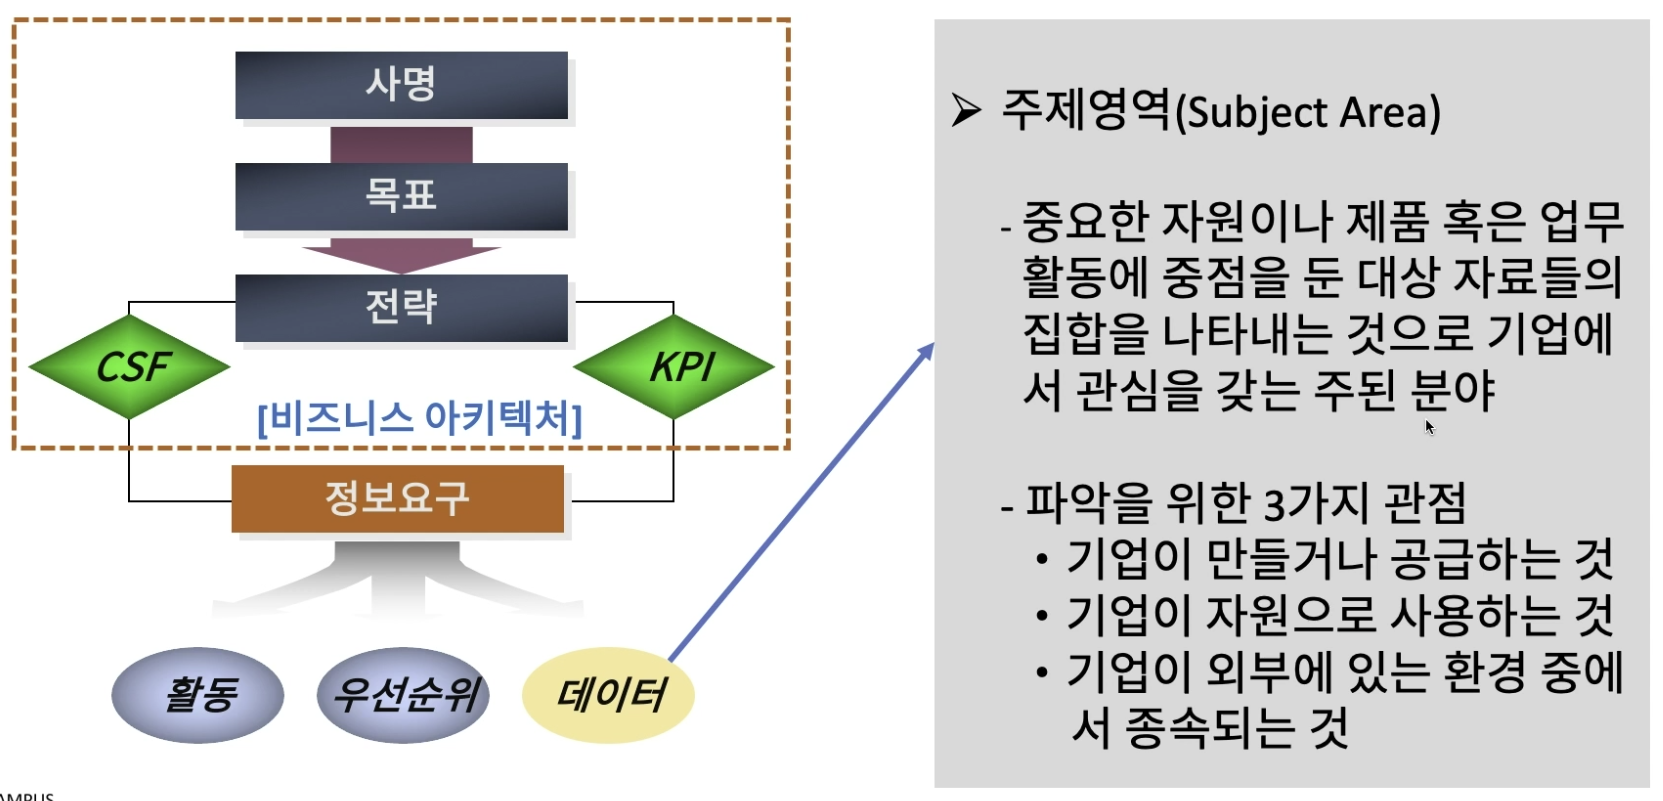 사명
목표
전략
CSF
KPI
[비즈니스 아키텍처]
정보요구
활동
우선순위
데이터
➢ 주제영역(Subject Area)
- 중요한 자원이나 제품 혹은 업무
활동에 중점을 둔 대상 자료들의
집합을 나타내는 것으로 기업에
서 관심을 갖는 주된 분야
- 파악을 위한 3가지 관점
• 기업이 만들거나 공급하는 것
• 기업이 자원으로 사용하는 것
• 기업이 외부에 있는 환경 중에
서 종속되는 것